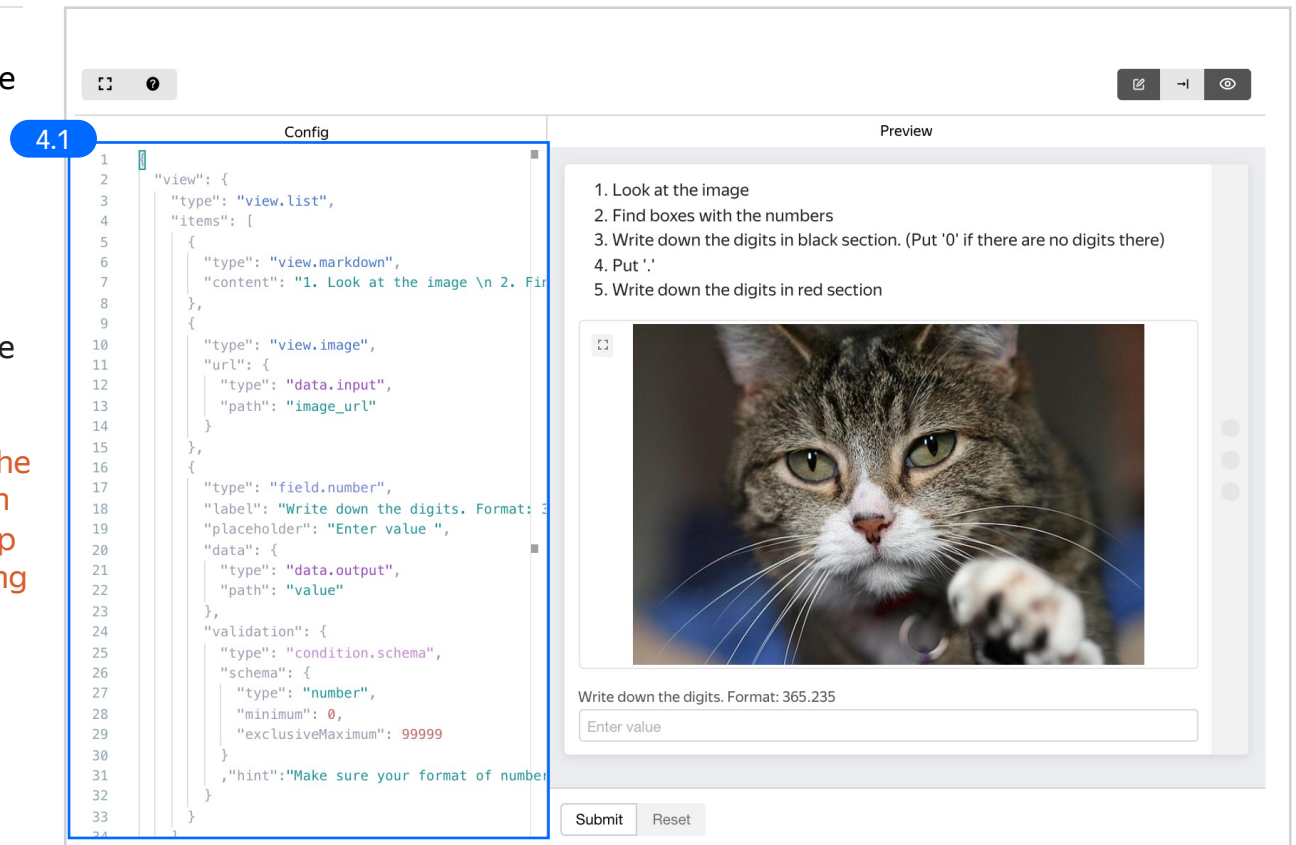 e
4.1
e
he
n
p
ng
Config
Preview
1 {
2 "view": {
3 "type": "view.list",
4 "items": [
5 {
6 "type": "view.markdown",
7 "content": "1. Look at the image \n 2. Fin
8 },
9 {
10 "type": "view.image",
11 "url": {
12 "type": "data.input",
13 "path": "image_url"
14 }
15 },
16 {
17 "type": "field.number",
18 "label": "Write down the digits. Format: 3
19 "placeholder": "Enter value ",
20 "data": {
21 "type": "data.output",
22 "path": "value"
23 },
24 "validation": {
25 "type": "condition.schema",
26 "schema": {
27 "type": "number",
28 "minimum": 0,
29 "exclusiveMaximum": 99999
30 }
31 ,"hint":"Make sure your format of number
32 }
33 }
34 ]
1. Look at the image
2. Find boxes with the numbers
3. Write down the digits in black section. (Put '0' if there are no digits there)
4. Put '.'
5. Write down the digits in red section
Write down the digits. Format: 365.235
Enter value
Submit
Reset